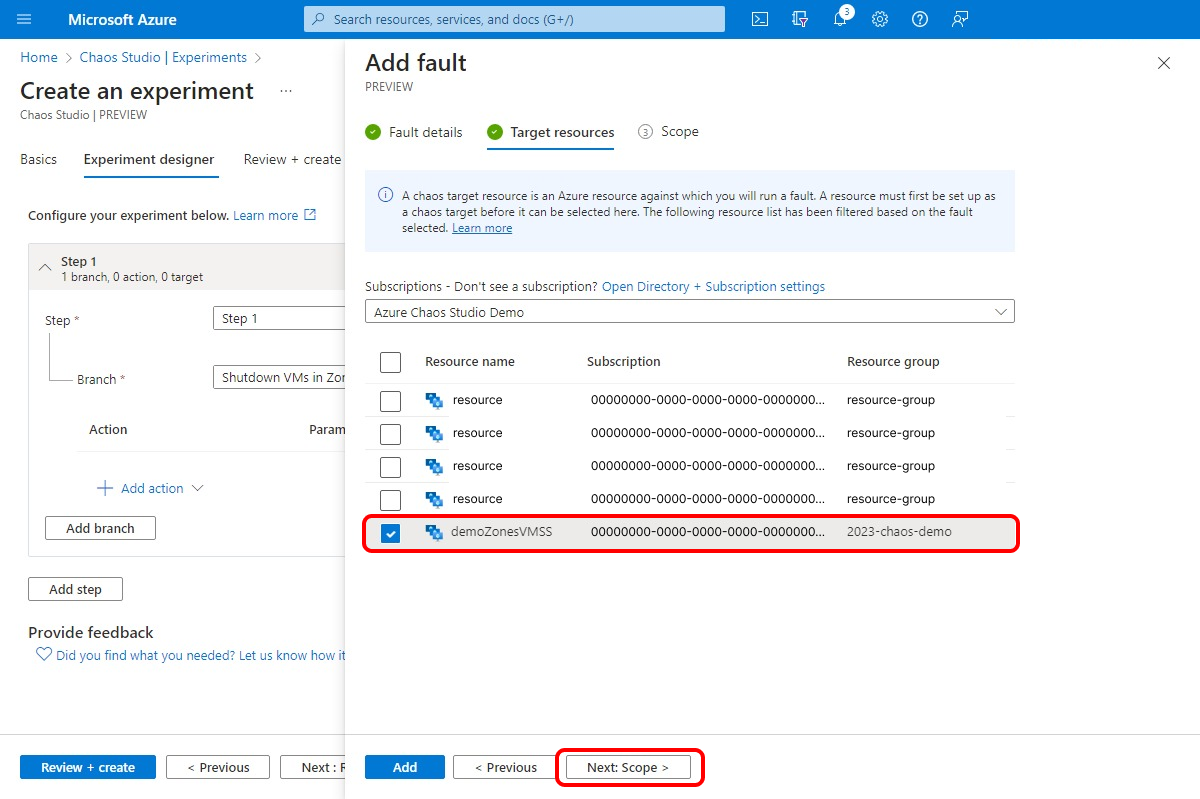 Microsoft Azure
Search resources, services, and docs (G+/)
3
Home > Chaos Studio | Experiments >
Create an experiment ...
Chaos Studio | PREVIEW
Basics
Experiment designer
Review + create
Configure your experiment below. Learn more
Step 1
1 branch, 0 action, 0 target
Step *
Step 1
Branch *
Shutdown VMs in Zon
Action
Param
Add action
Add branch
Add step
Provide feedback
Did you find what you needed? Let us know how it
Review + create
< Previous
Next : R
Add fault
PREVIEW
Fault details
Target resources
3 Scope
A chaos target resource is an Azure resource against which you will run a fault. A resource must first be set up as
a chaos target before it can be selected here. The following resource list has been filtered based on the fault
selected. Learn more
Subscriptions - Don't see a subscription? Open Directory + Subscription settings
Azure Chaos Studio Demo
Resource name Subscription Resource group
resource 00000000-0000-0000-0000-0000000... resource-group
resource 00000000-0000-0000-0000-0000000... resource-group
resource 00000000-0000-0000-0000-0000000... resource-group
resource 00000000-0000-0000-0000-0000000... resource-group
demoZonesVMSS 00000000-0000-0000-0000-0000000... 2023-chaos-demo
Add
< Previous
Next: Scope >